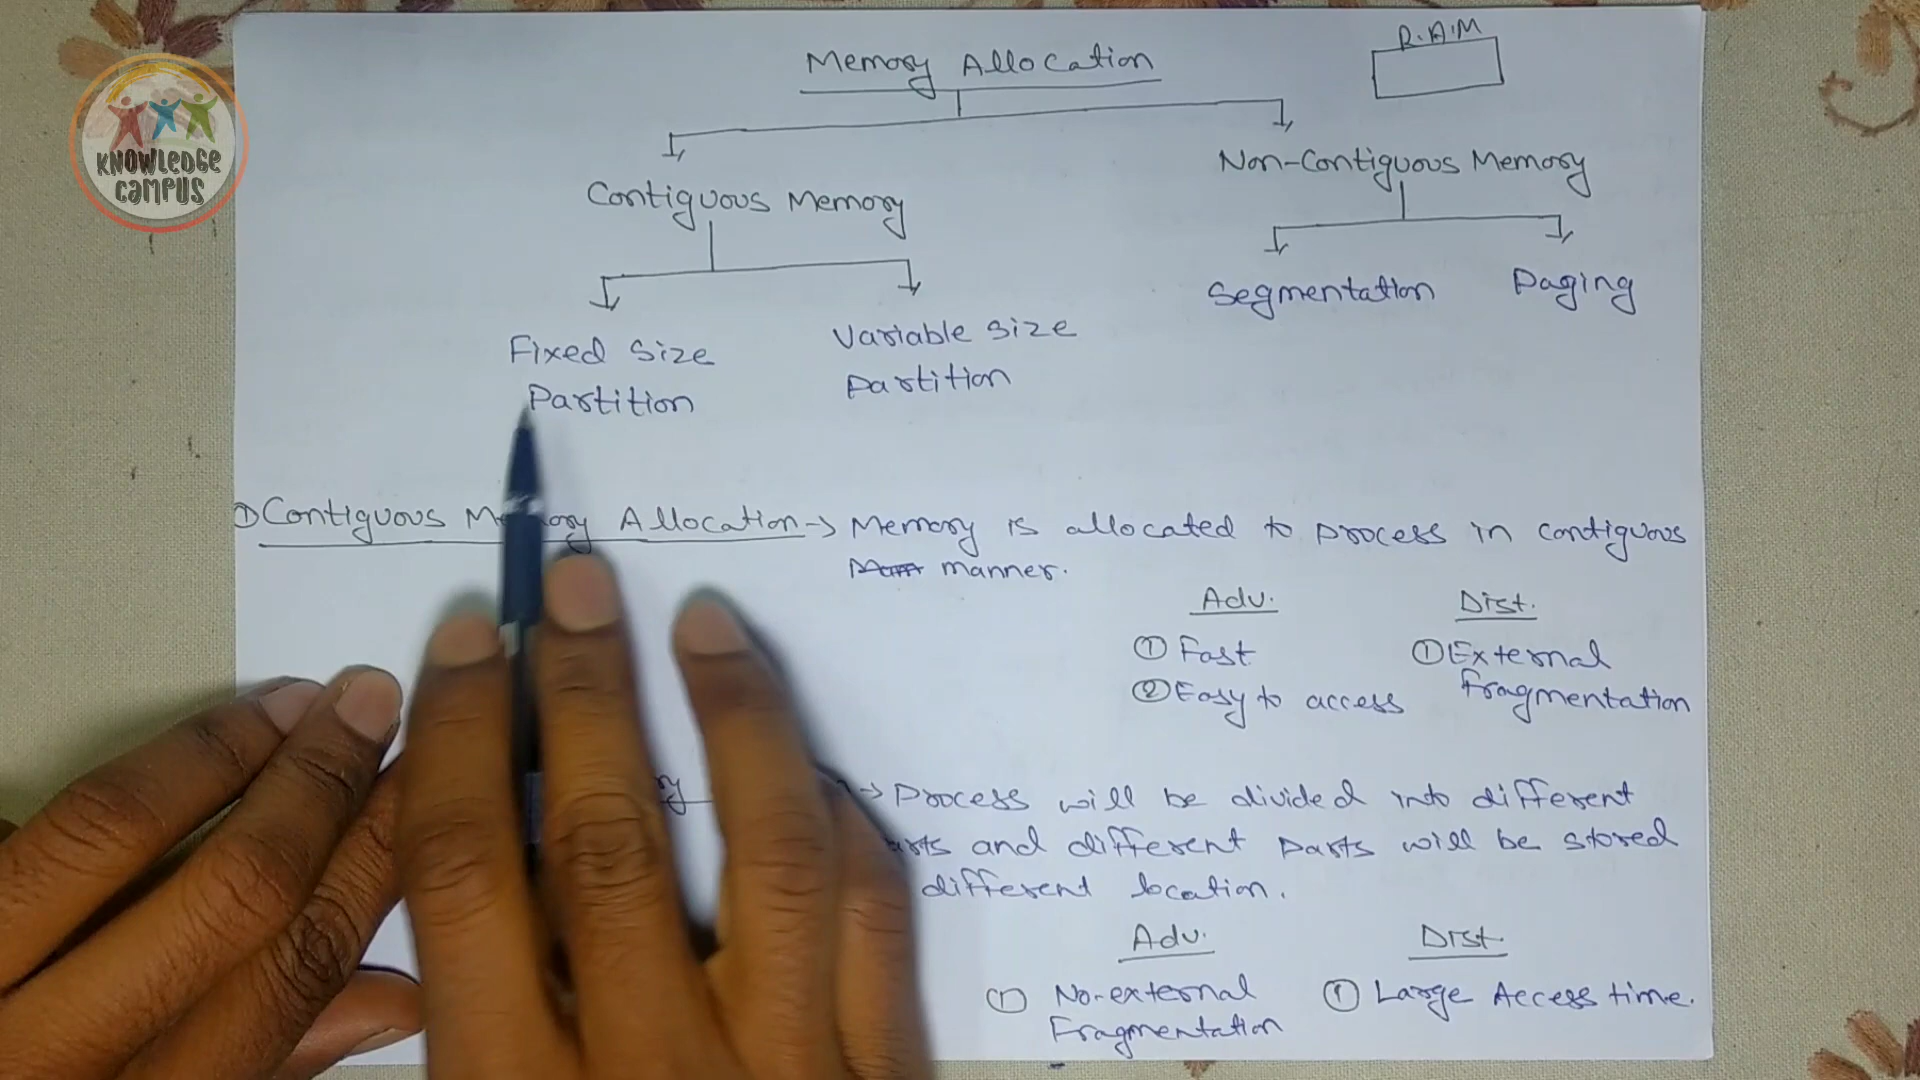 KNOWLEDGE
CAMPUS
R.A.M
Memory Allocation
Contiguous Memory
Non-Contiguous Memory
Fixed Size
Partition
Variable Size
Partition
Segmentation
Paging
① Contiguous Memory Allocation → Memory is allocated to process in contiguous
manner.
Adv.
① Fast
② Easy to access
Dist.
① External
Fragmentation
→ Process will be divided into different
and different parts will be stored
different location.
Adv.
① No-external
Fragmentation
Dist.
① Large Access time.